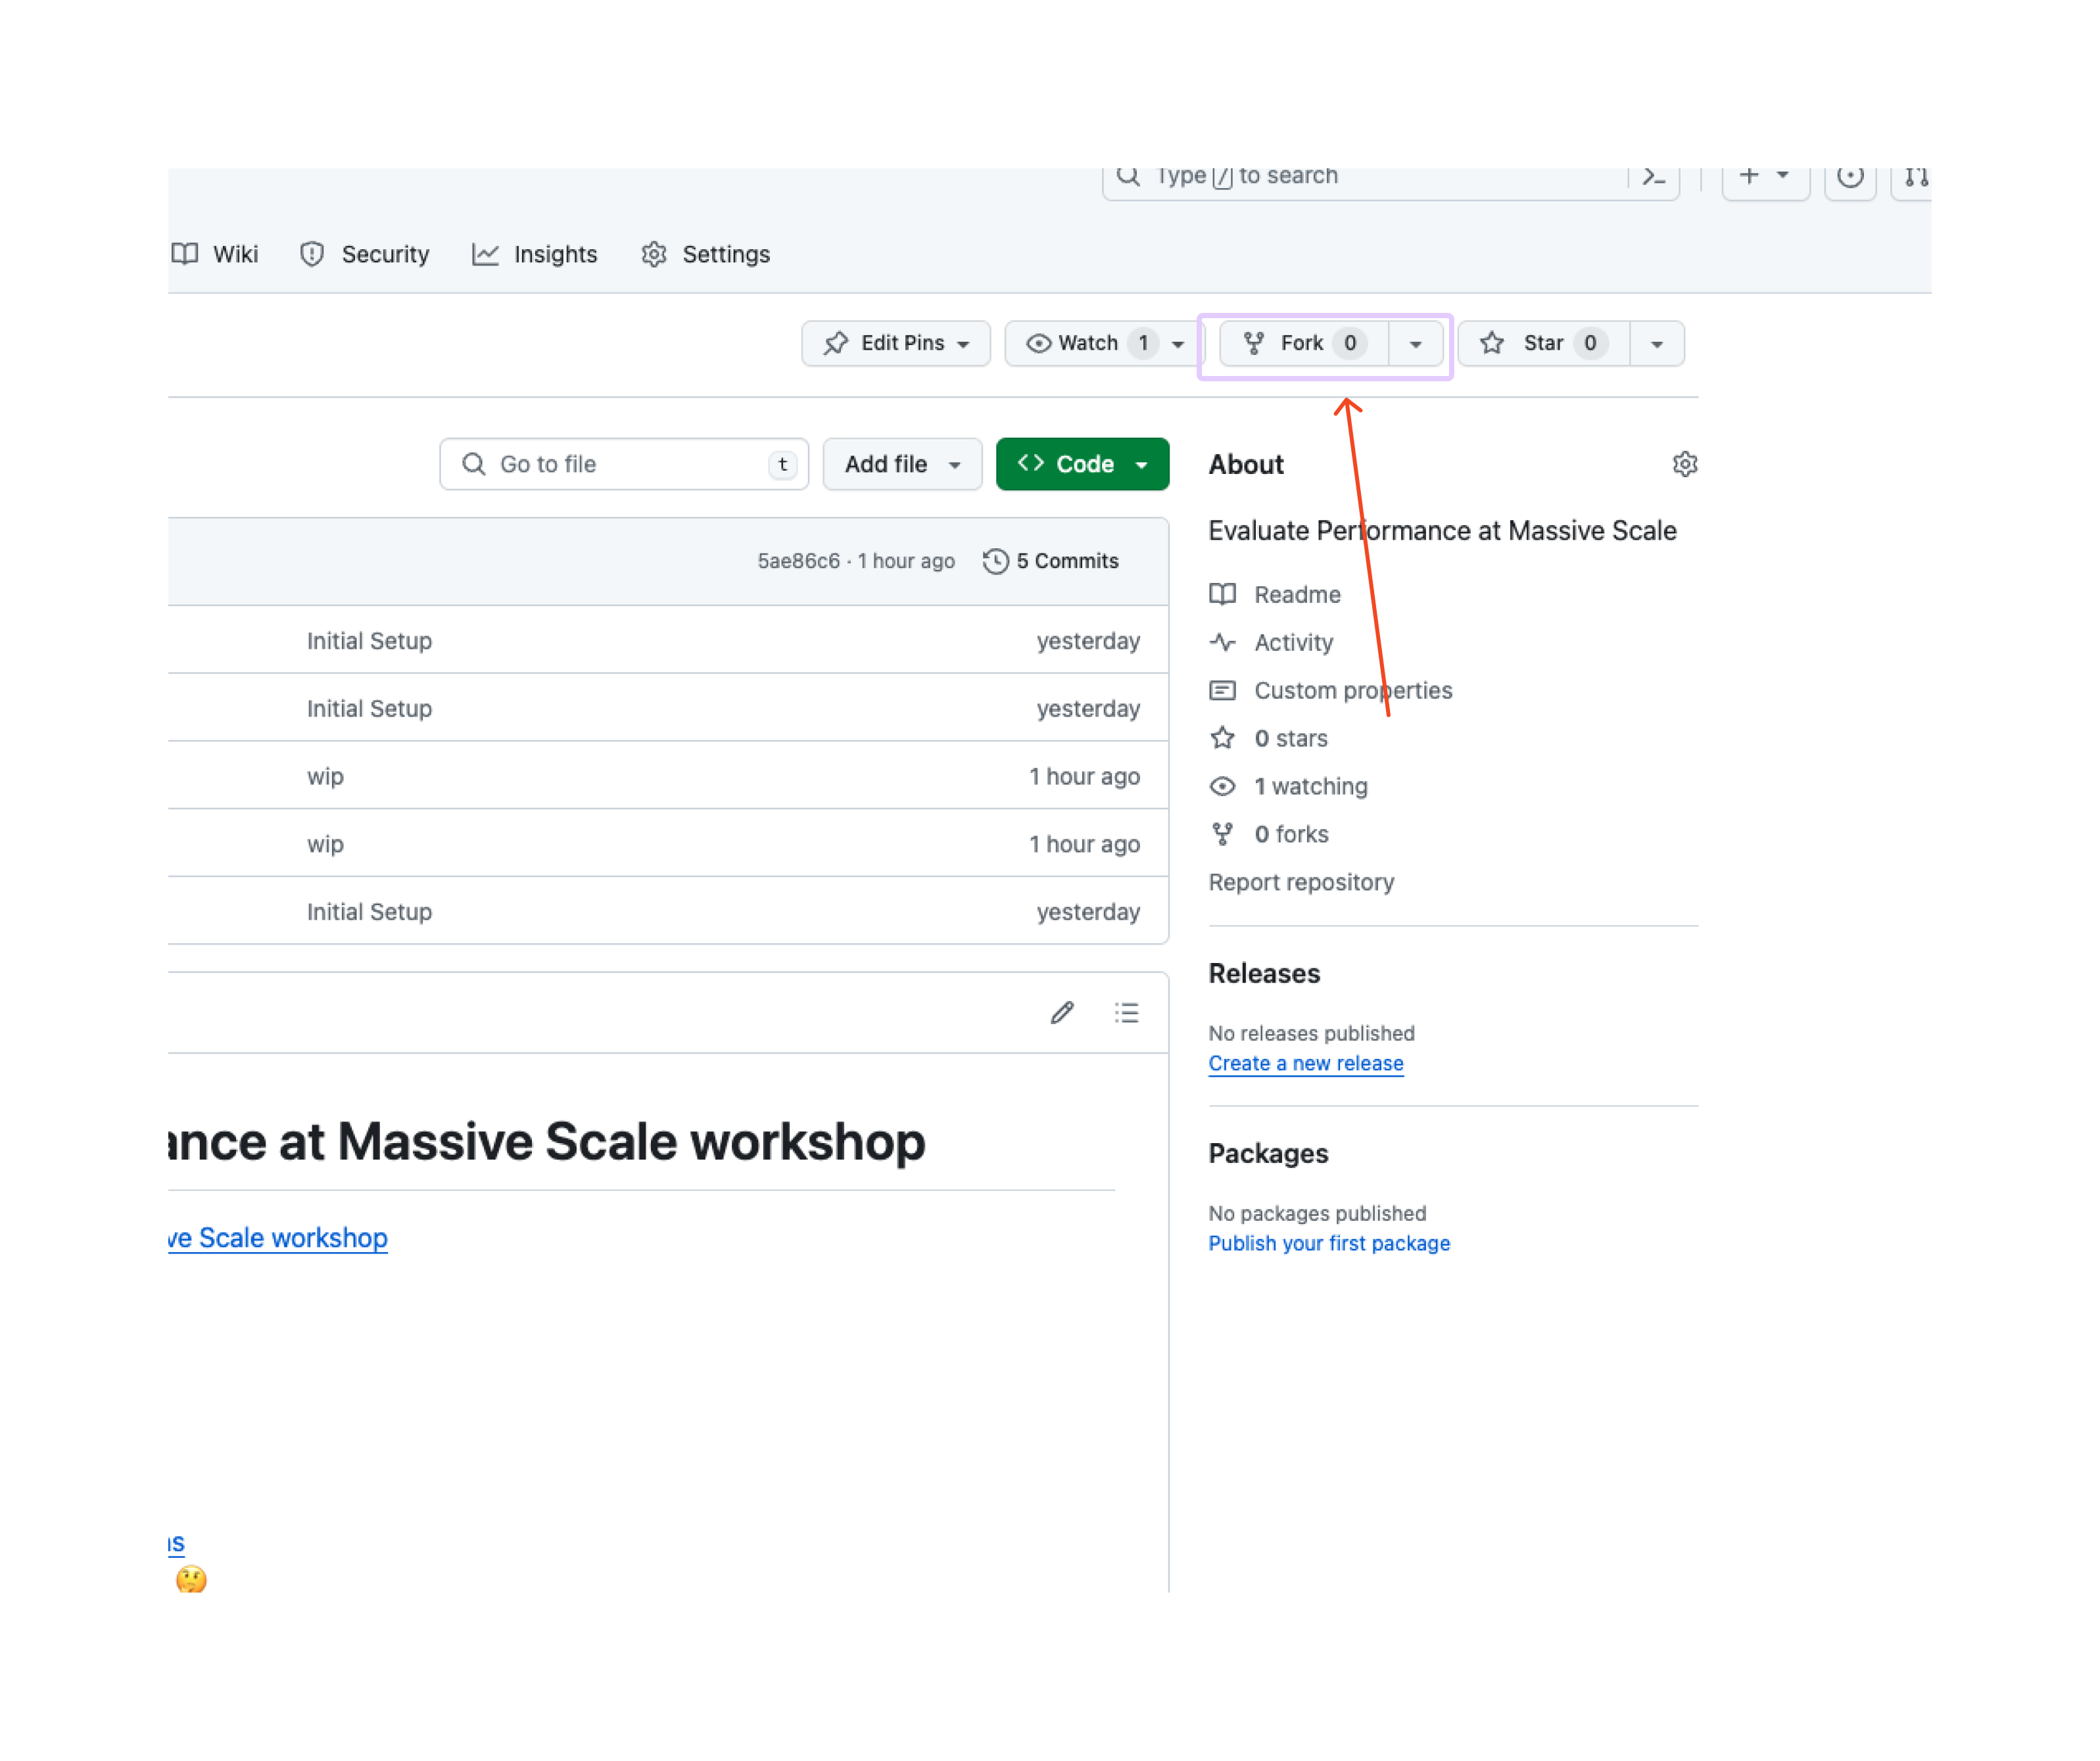 Type / to search
Wiki Security Insights Settings
Edit Pins Watch 1 Fork 0 Star 0
Go to file t Add file Code
About
Evaluate Performance at Massive Scale
5ae86c6 · 1 hour ago 5 Commits
Initial Setup yesterday
Initial Setup yesterday
wip 1 hour ago
wip 1 hour ago
Initial Setup yesterday
Readme
Activity
Custom properties
0 stars
1 watching
0 forks
Report repository
Releases
No releases published
Create a new release
Packages
No packages published
Publish your first package
ance at Massive Scale workshop
ve Scale workshop